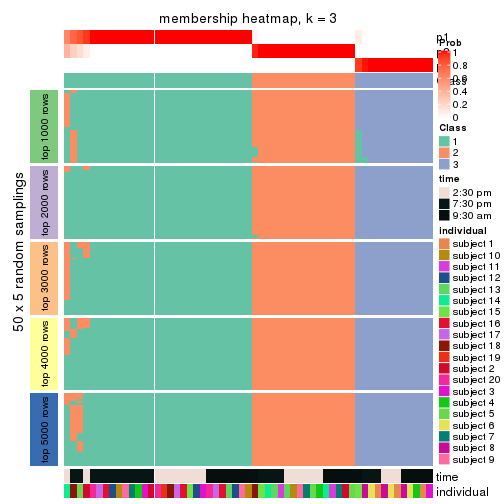 membership heatmap, k = 3
p1
Prob
1
0.8
0.6
0.4
0.2
0
Class
1
2
3
time
2:30 pm
7:30 pm
9:30 am
individual
subject 1
subject 10
subject 11
subject 12
subject 13
subject 14
subject 15
subject 16
subject 17
subject 18
subject 19
subject 2
subject 20
subject 3
subject 4
subject 5
subject 6
subject 7
subject 8
subject 9
50 x 5 random samplings
top 1000 rows
top 2000 rows
top 3000 rows
top 4000 rows
top 5000 rows
time
individual